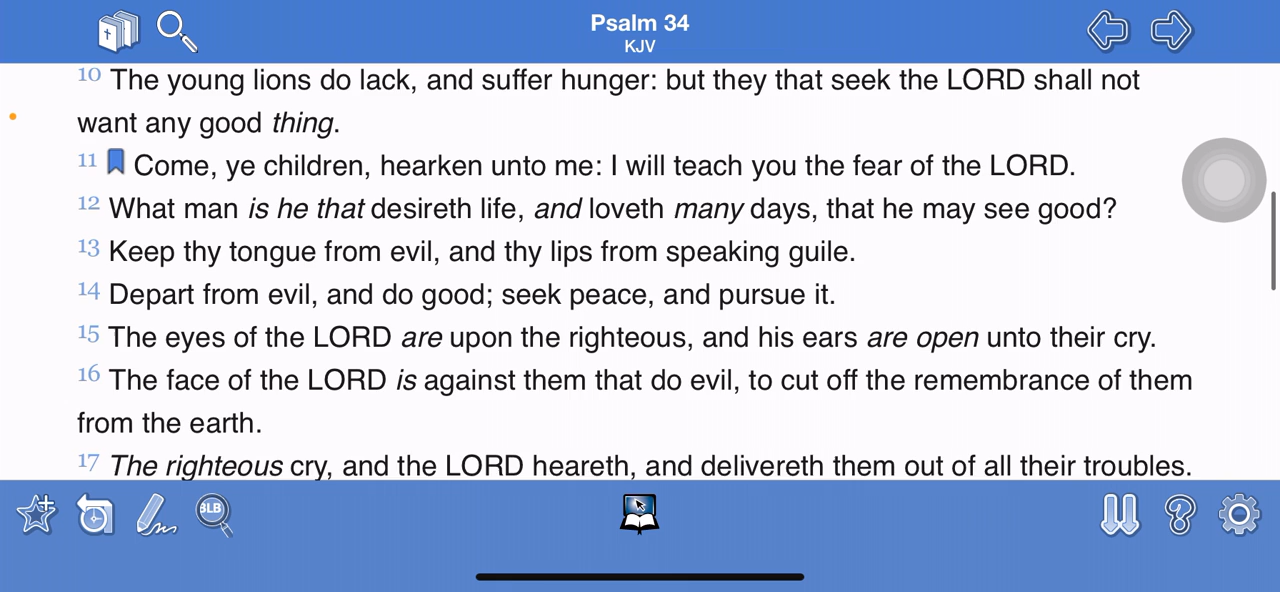 Psalm 34
KJV
10 The young lions do lack, and suffer hunger: but they that seek the LORD shall not
want any good thing.
11 Come, ye children, hearken unto me: I will teach you the fear of the LORD.
12 What man is he that desireth life, and loveth many days, that he may see good?
13 Keep thy tongue from evil, and thy lips from speaking guile.
14 Depart from evil, and do good; seek peace, and pursue it.
15 The eyes of the LORD are upon the righteous, and his ears are open unto their cry.
16 The face of the LORD is against them that do evil, to cut off the remembrance of them
from the earth.
17 The righteous cry, and the LORD heareth, and delivereth them out of all their troubles.
BLB